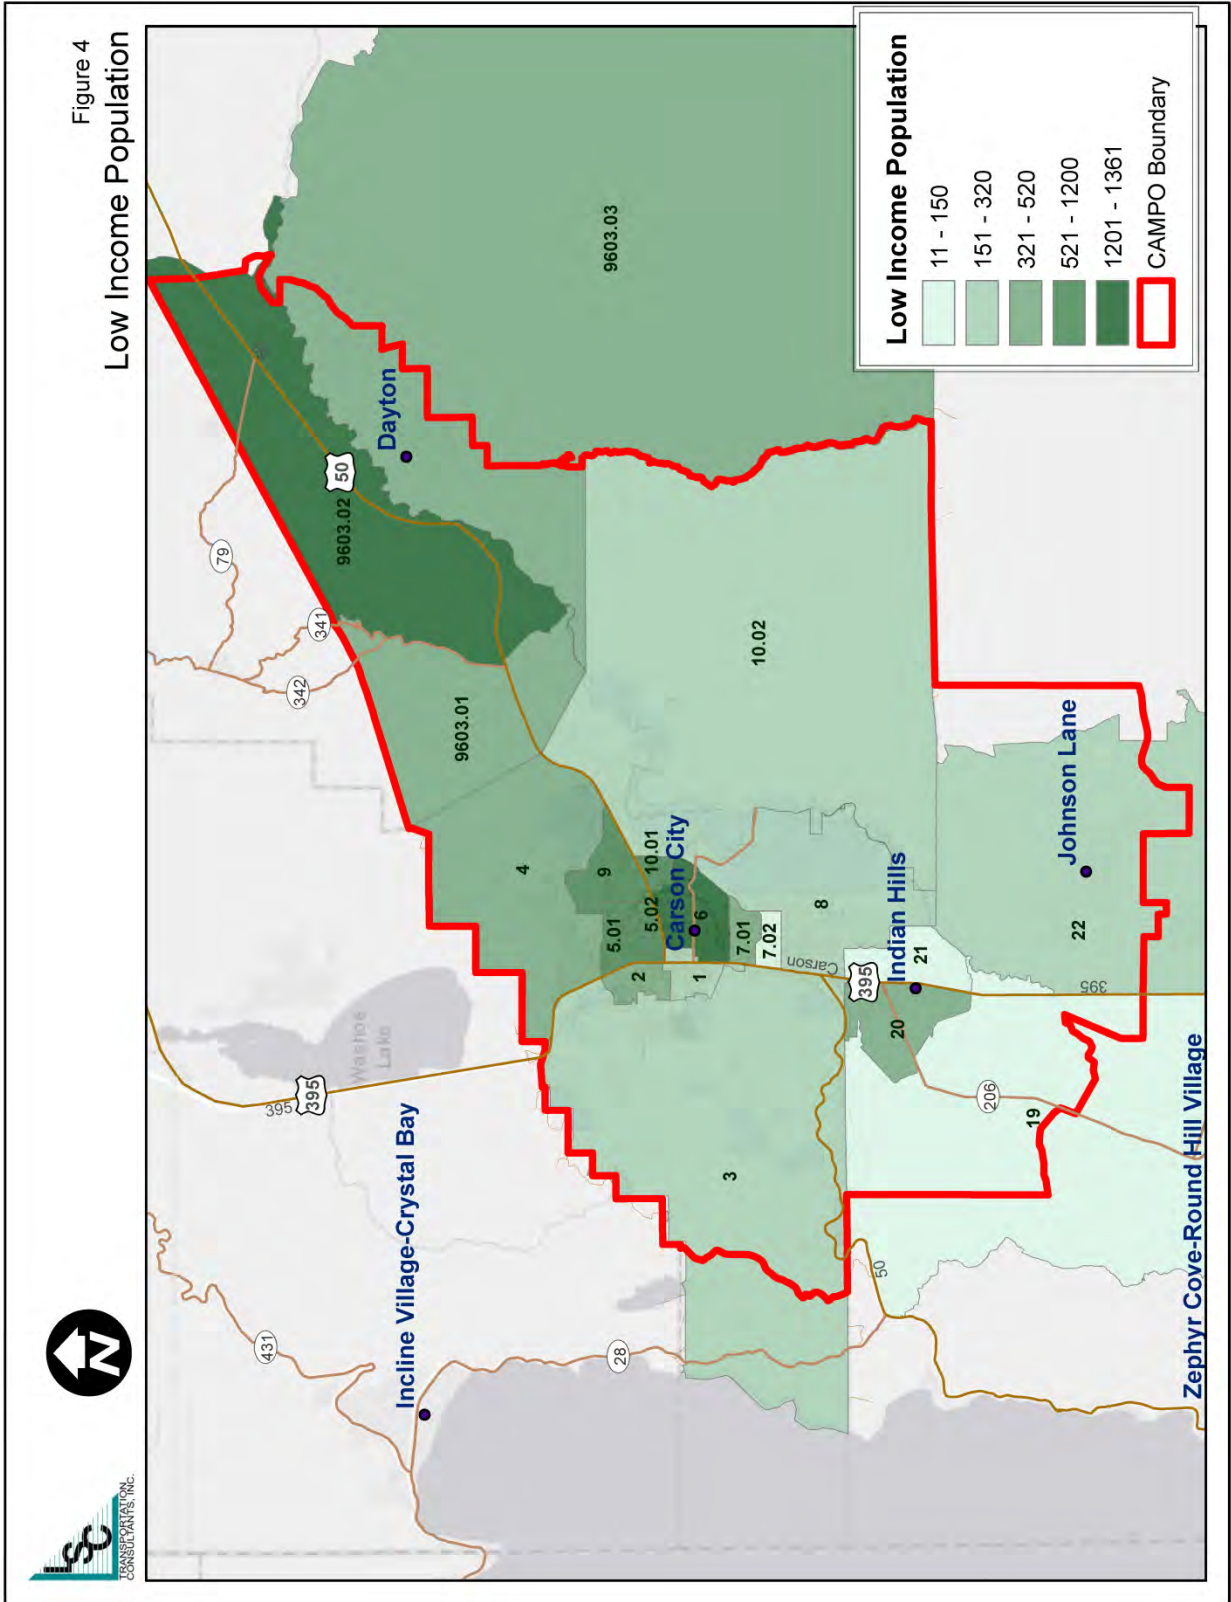 Figure 4
Low Income Population
LSC
TRANSPORTATION
CONSULTANTS, INC.
N
431
Incline Village-Crystal Bay
28
395
395
Washoe
Lake
342
341
79
50
9603.02
Dayton
9603.01
9603.03
4
9
5.01
5.02
10.01
2
Carson City
6
1
7.01
7.02
10.02
3
8
Carson
395
Indian Hills
21
20
50
206
19
395
22
Johnson Lane
Zephyr Cove-Round Hill Village
Low Income Population
11 - 150
151 - 320
321 - 520
521 - 1200
1201 - 1361
CAMPO Boundary